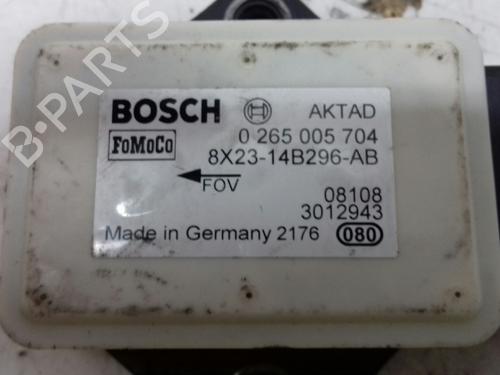 B-PARTS
BOSCH AKTAD
FoMoCo 0 265 005 704
8X23-14B296-AB
FOV
08108
3012943
Made in Germany 2176 080